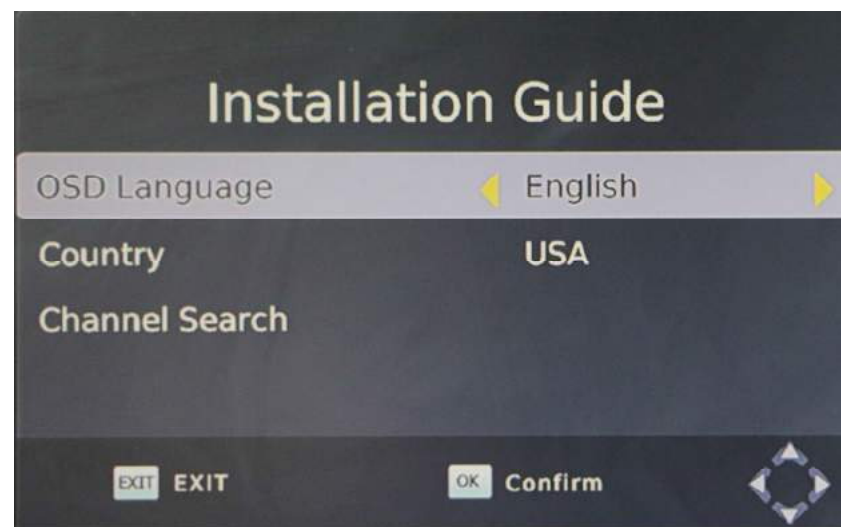 Installation Guide
OSD Language English
Country USA
Channel Search
EXIT EXIT OK Confirm